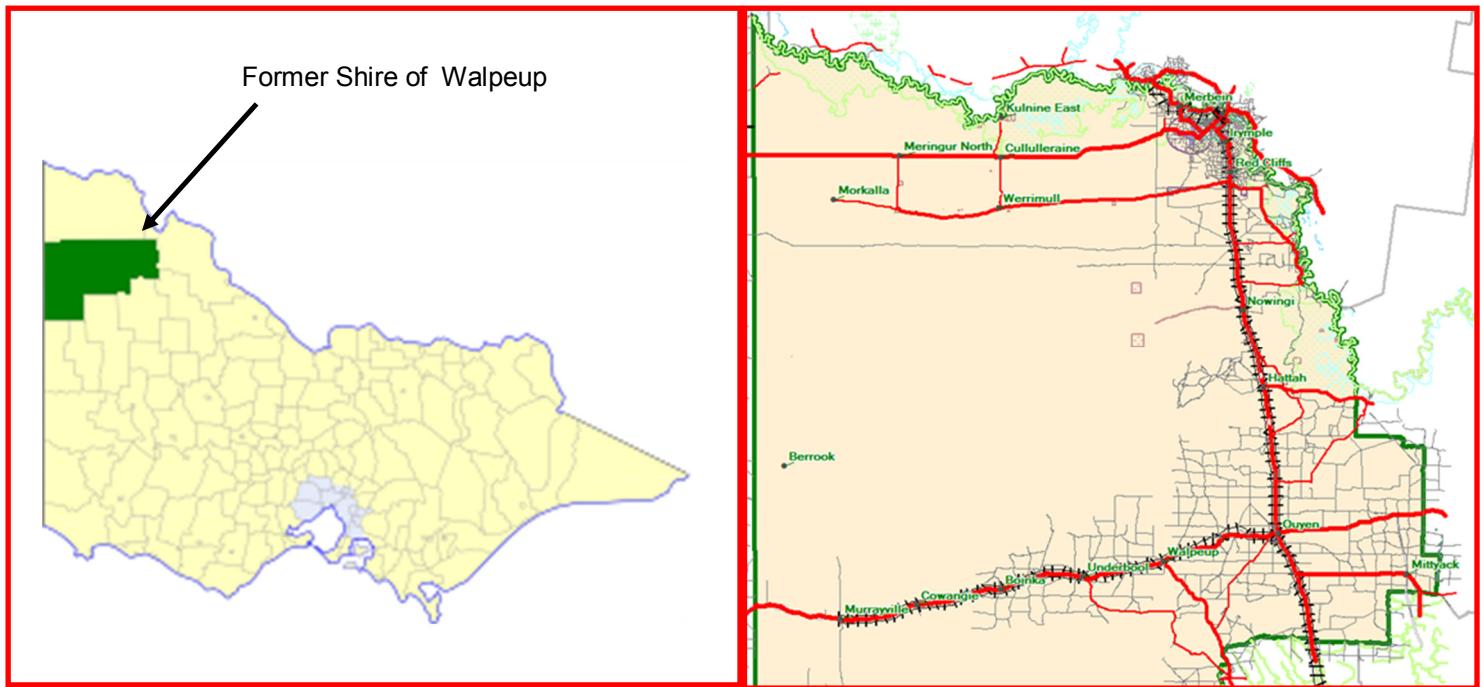 Former Shire of Walpeup
Merbein
Kulnine East
Irymple
Meringur North
Cullulleraine
Red Cliffs
Morkalla
Werrimull
Nowingi
Hattah
Berrook
Ouyen
Walpeup
Underbool
Mittyack
Boinka
Cowangie
Murrayville